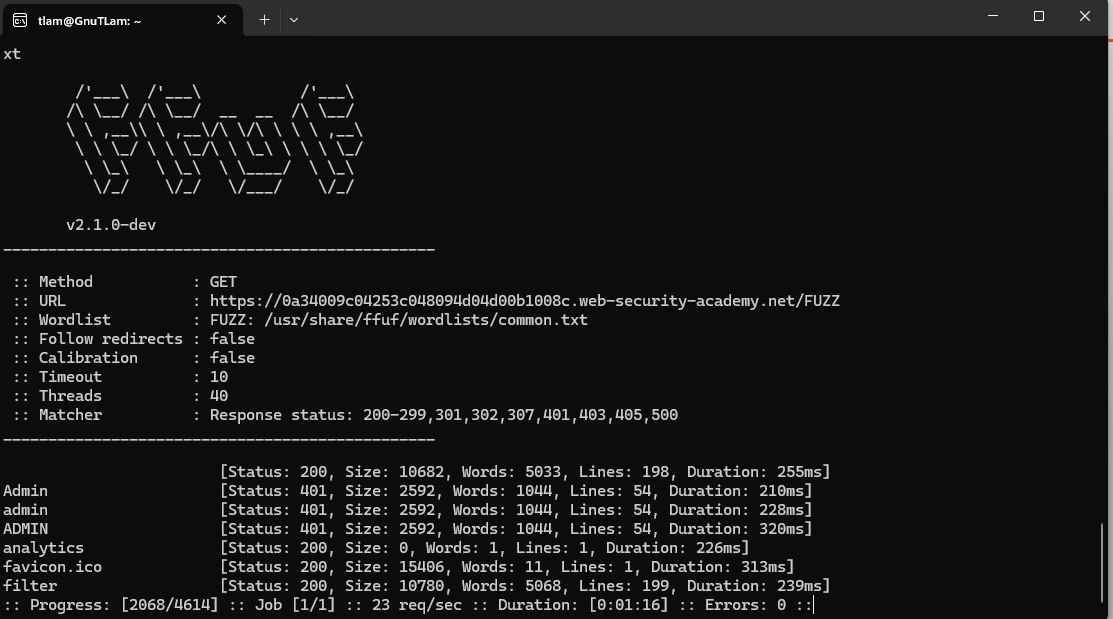 tlam@GnuTLam: ~
xt
 /'___\  /'___\           /'___\
/\ \__/ /\ \__/  __  __  /\ \__/
\ \ ,__\\ \ ,__\/\ \/\ \ \ \ ,__\
 \ \ \_/ \ \ \_/\ \ \_\ \ \ \ \_/
  \ \_\   \ \_\  \ \____/  \ \_\
   \/_/    \/_/   \/___/    \/_/
v2.1.0-dev
________________________________________________
:: Method           : GET
:: URL              : https://0a34009c04253c048094d04d00b1008c.web-security-academy.net/FUZZ
:: Wordlist         : FUZZ: /usr/share/ffuf/wordlists/common.txt
:: Follow redirects : false
:: Calibration      : false
:: Timeout          : 10
:: Threads          : 40
:: Matcher          : Response status: 200-299,301,302,307,401,403,405,500
________________________________________________
[Status: 200, Size: 10682, Words: 5033, Lines: 198, Duration: 255ms]
Admin                   [Status: 401, Size: 2592, Words: 1044, Lines: 54, Duration: 210ms]
admin                   [Status: 401, Size: 2592, Words: 1044, Lines: 54, Duration: 228ms]
ADMIN                   [Status: 401, Size: 2592, Words: 1044, Lines: 54, Duration: 320ms]
analytics               [Status: 200, Size: 0, Words: 1, Lines: 1, Duration: 226ms]
favicon.ico             [Status: 200, Size: 15406, Words: 11, Lines: 1, Duration: 313ms]
filter                  [Status: 200, Size: 10780, Words: 5068, Lines: 199, Duration: 239ms]
:: Progress: [2068/4614] :: Job [1/1] :: 23 req/sec :: Duration: [0:01:16] :: Errors: 0 ::